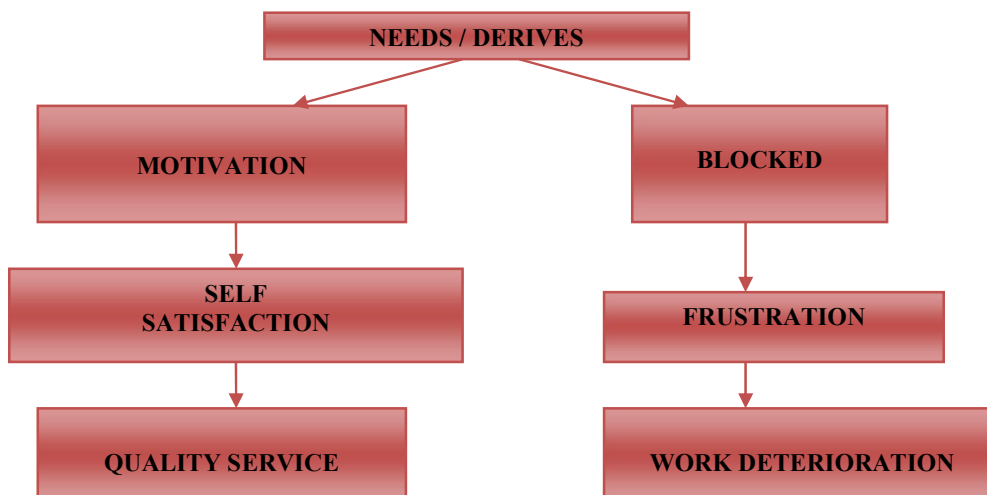 NEEDS / DERIVES
MOTIVATION
BLOCKED
SELF
SATISFACTION
FRUSTRATION
QUALITY SERVICE
WORK DETERIORATION